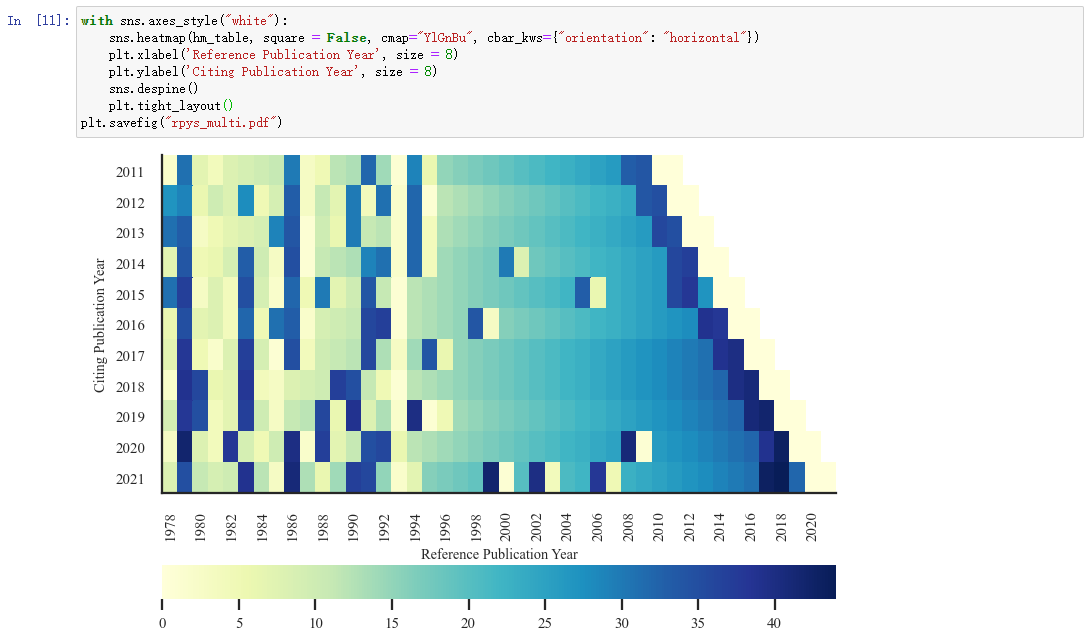 In [11]: with sns.axes_style("white"):
sns.heatmap(hm_table, square = False, cmap="YlGnBu", cbar_kws={"orientation": "horizontal"})
plt.xlabel('Reference Publication Year', size = 8)
plt.ylabel('Citing Publication Year', size = 8)
sns.despine()
plt.tight_layout()
plt.savefig("rpys_multi.pdf")
Citing Publication Year
2011
2012
2013
2014
2015
2016
2017
2018
2019
2020
2021
1978 1980 1982 1984 1986 1988 1990 1992 1994 1996 1998 2000 2002 2004 2006 2008 2010 2012 2014 2016 2018 2020
Reference Publication Year
0 5 10 15 20 25 30 35 40